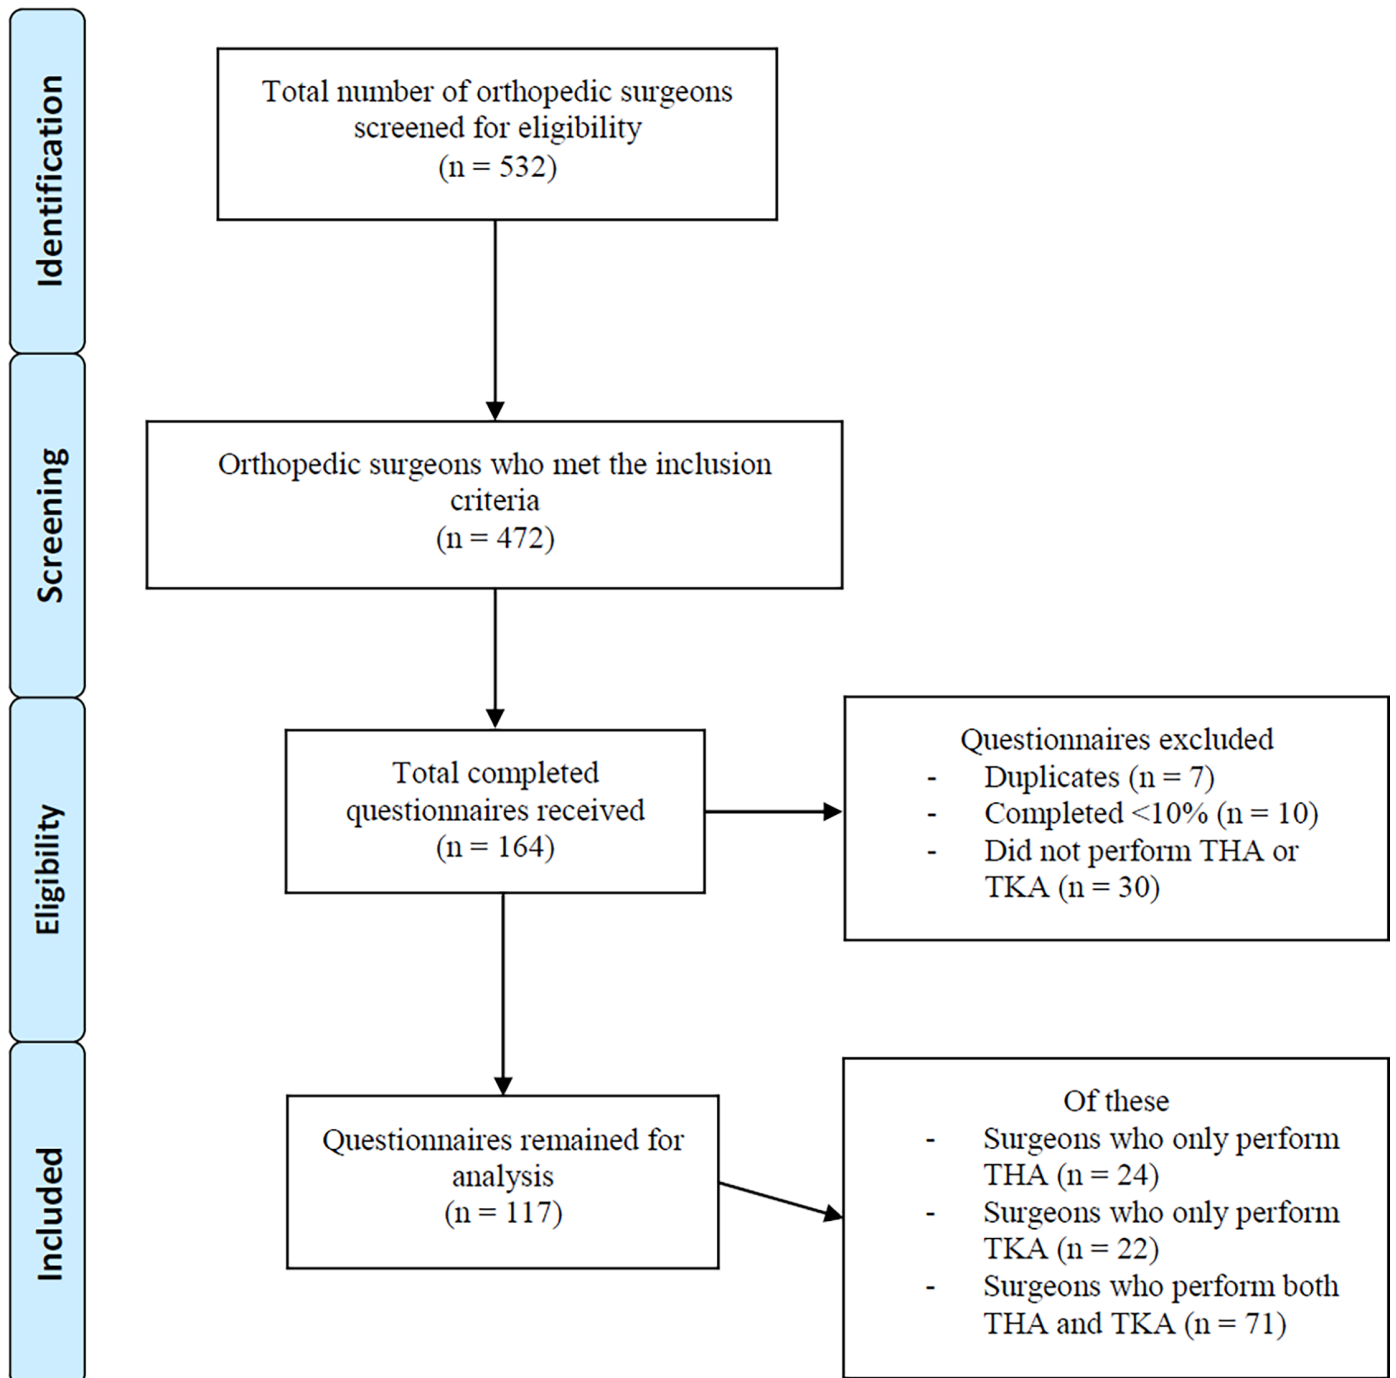 Identification
Total number of orthopedic surgeons
screened for eligibility
(n = 532)
Screening
Orthopedic surgeons who met the inclusion
criteria
(n = 472)
Eligibility
Total completed
questionnaires received
(n = 164)
Questionnaires excluded
- Duplicates (n = 7)
- Completed <10% (n = 10)
- Did not perform THA or
TKA (n = 30)
Included
Questionnaires remained for
analysis
(n = 117)
Of these
- Surgeons who only perform
THA (n = 24)
- Surgeons who only perform
TKA (n = 22)
- Surgeons who perform both
THA and TKA (n = 71)